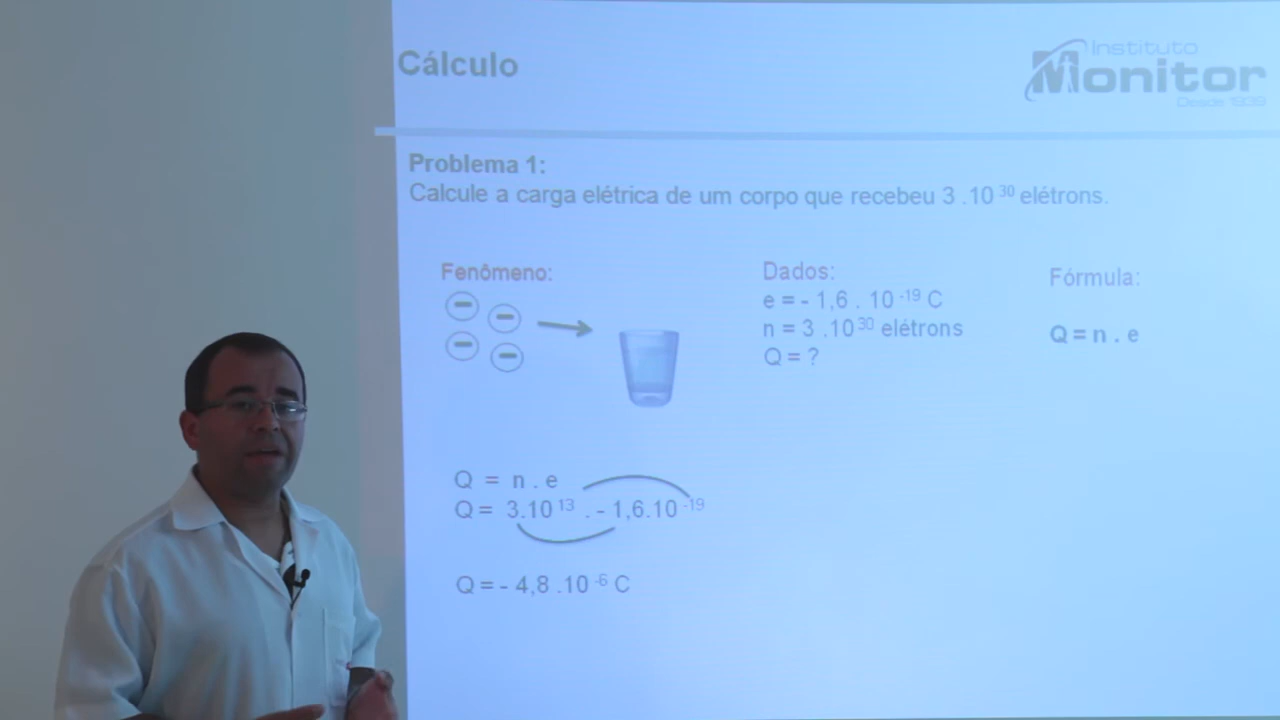 Cálculo
Instituto
Monitor
Desde 1939
Problema 1:
Calcule a carga elétrica de um corpo que recebeu 3 .10 ³⁰ elétrons.
Fenômeno:
Dados:
e = - 1,6 . 10 ⁻¹⁹ C
n = 3 .10 ³⁰ elétrons
Q = ?
Fórmula:
Q = n . e
Q = n . e
Q = 3.10 ¹³ . - 1,6.10 ⁻¹⁹
Q = - 4,8 .10 ⁻⁶ C